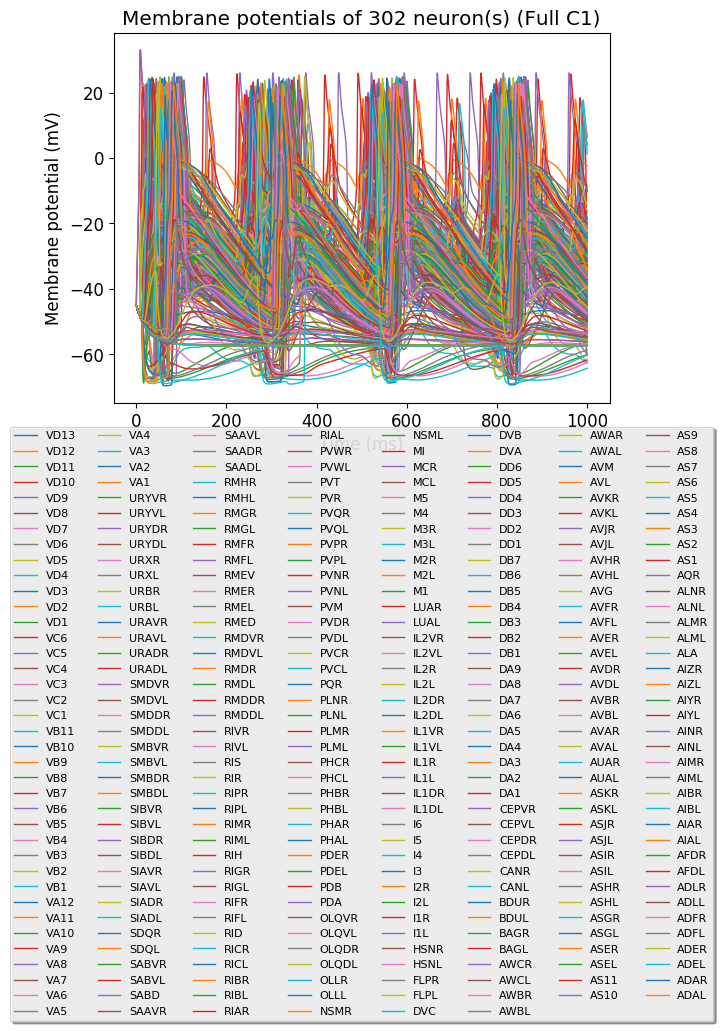 Membrane potentials of 302 neuron(s) (Full C1)
Membrane potential (mV)
20
0
−20
−40
−60
0 200 400 600 800 1000
Time (ms)
VD13
VD12
VD11
VD10
VD9
VD8
VD7
VD6
VD5
VD4
VD3
VD2
VD1
VC6
VC5
VC4
VC3
VC2
VC1
VB11
VB10
VB9
VB8
VB7
VB6
VB5
VB4
VB3
VB2
VB1
VA12
VA11
VA10
VA9
VA8
VA7
VA6
VA5
VA4
VA3
VA2
VA1
URYVR
URYVL
URYDR
URYDL
URXR
URXL
URBR
URBL
URAVR
URAVL
URADR
URADL
SMDVR
SMDVL
SMDDR
SMDDL
SMBVR
SMBVL
SMBDR
SMBDL
SIBVR
SIBVL
SIBDR
SIBDL
SIAVR
SIAVL
SIADR
SIADL
SDQR
SDQL
SABVR
SABVL
SABD
SAAVR
SAAVL
SAADR
SAADL
RMHR
RMHL
RMGR
RMGL
RMFR
RMFL
RMEV
RMER
RMEL
RMED
RMDVR
RMDVL
RMDR
RMDL
RMDDR
RMDDL
RIVR
RIVL
RIS
RIR
RIPR
RIPL
RIMR
RIML
RIH
RIGR
RIGL
RIFR
RIFL
RID
RICR
RICL
RIBR
RIBL
RIAR
RIAL
PVWR
PVWL
PVT
PVR
PVQR
PVQL
PVPR
PVPL
PVNR
PVNL
PVM
PVDR
PVDL
PVCR
PVCL
PQR
PLNR
PLNL
PLMR
PLML
PHCR
PHCL
PHBR
PHBL
PHAR
PHAL
PDER
PDEL
PDB
PDA
OLQVR
OLQVL
OLQDR
OLQDL
OLLR
OLLL
NSMR
NSML
MI
MCR
MCL
M5
M4
M3R
M3L
M2R
M2L
M1
LUAR
LUAL
IL2VR
IL2VL
IL2R
IL2L
IL2DR
IL2DL
IL1VR
IL1VL
IL1R
IL1L
IL1DR
IL1DL
I6
I5
I4
I3
I2R
I2L
I1R
I1L
HSNR
HSNL
FLPR
FLPL
DVC
DVB
DVA
DD6
DD5
DD4
DD3
DD2
DD1
DB7
DB6
DB5
DB4
DB3
DB2
DB1
DA9
DA8
DA7
DA6
DA5
DA4
DA3
DA2
DA1
CEPVR
CEPVL
CEPDR
CEPDL
CANR
CANL
BDUR
BDUL
BAGR
BAGL
AWCR
AWCL
AWBR
AWBL
AWAR
AWAL
AVM
AVL
AVKR
AVKL
AVJR
AVJL
AVHR
AVHL
AVG
AVFR
AVFL
AVER
AVEL
AVDR
AVDL
AVBR
AVBL
AVAR
AVAL
AUAR
AUAL
ASKR
ASKL
ASJR
ASJL
ASIR
ASIL
ASHR
ASHL
ASGR
ASGL
ASER
ASEL
AS11
AS10
AS9
AS8
AS7
AS6
AS5
AS4
AS3
AS2
AS1
AQR
ALNR
ALNL
ALMR
ALML
ALA
AIZR
AIZL
AIYR
AIYL
AINR
AINL
AIMR
AIML
AIBR
AIBL
AIAR
AIAL
AFDR
AFDL
ADLR
ADLL
ADFR
ADFL
ADER
ADEL
ADAR
ADAL